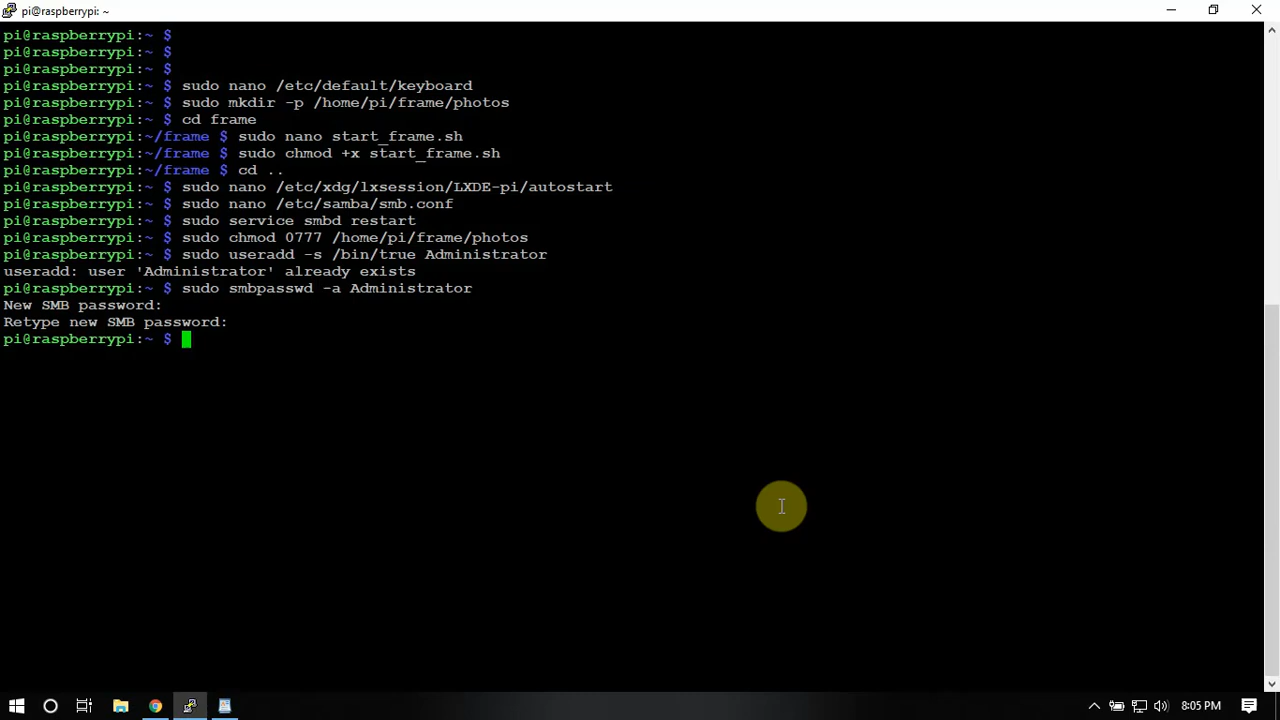 pi@raspberrypi: ~
pi@raspberrypi:~ $
pi@raspberrypi:~ $
pi@raspberrypi:~ $
pi@raspberrypi:~ $ sudo nano /etc/default/keyboard
pi@raspberrypi:~ $ sudo mkdir -p /home/pi/frame/photos
pi@raspberrypi:~ $ cd frame
pi@raspberrypi:~/frame $ sudo nano start_frame.sh
pi@raspberrypi:~/frame $ sudo chmod +x start_frame.sh
pi@raspberrypi:~/frame $ cd ..
pi@raspberrypi:~ $ sudo nano /etc/xdg/lxsession/LXDE-pi/autostart
pi@raspberrypi:~ $ sudo nano /etc/samba/smb.conf
pi@raspberrypi:~ $ sudo service smbd restart
pi@raspberrypi:~ $ sudo chmod 0777 /home/pi/frame/photos
pi@raspberrypi:~ $ sudo useradd -s /bin/true Administrator
useradd: user 'Administrator' already exists
pi@raspberrypi:~ $ sudo smbpasswd -a Administrator
New SMB password:
Retype new SMB password:
pi@raspberrypi:~ $
8:05 PM